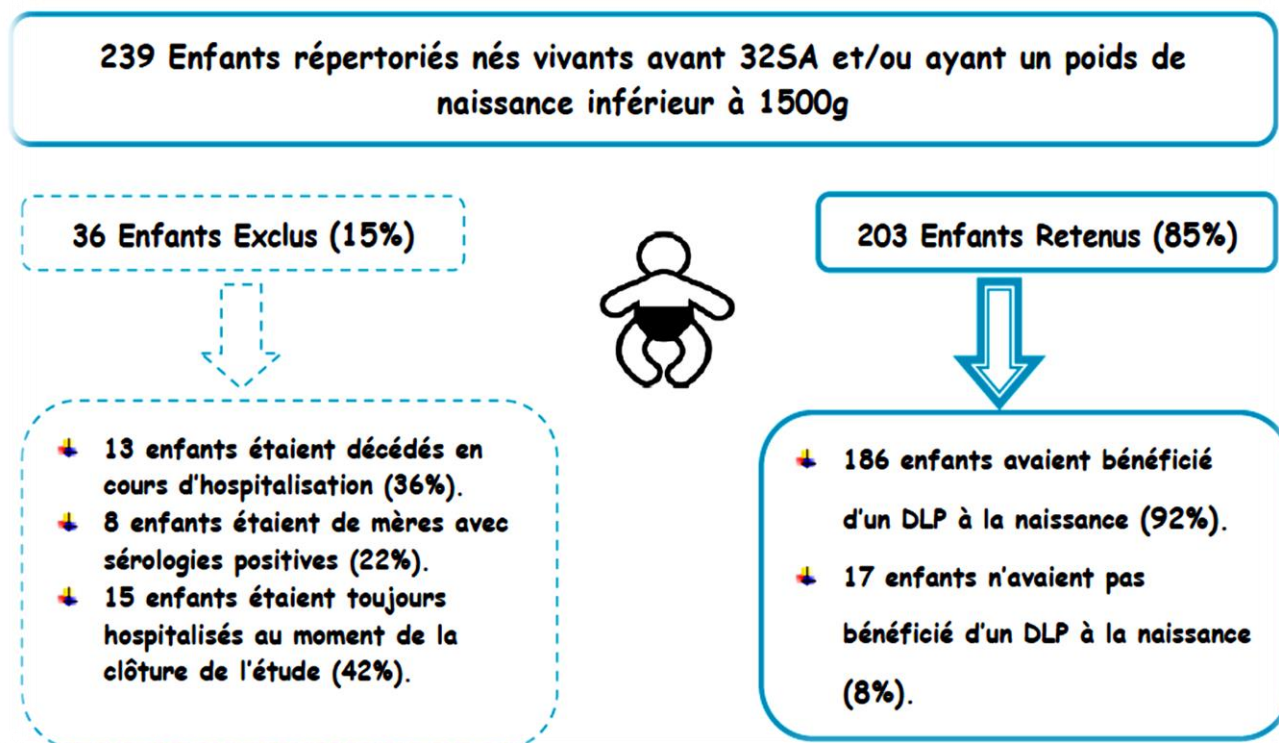 239 Enfants répertoriés nés vivants avant 32SA et/ou ayant un poids de
naissance inférieur à 1500g
36 Enfants Exclus (15%)
203 Enfants Retenus (85%)
13 enfants étaient décédés en
cours d'hospitalisation (36%).
8 enfants étaient de mères avec
sérologies positives (22%).
15 enfants étaient toujours
hospitalisés au moment de la
clôture de l'étude (42%).
186 enfants avaient bénéficié
d'un DLP à la naissance (92%).
17 enfants n'avaient pas
bénéficié d'un DLP à la naissance
(8%).